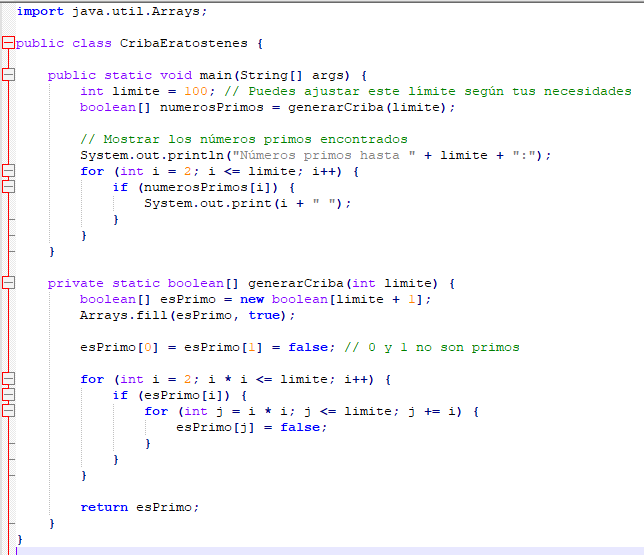 import java.util.Arrays;
public class CribaEratostenes {
public static void main(String[] args) {
int limite = 100; // Puedes ajustar este límite según tus necesidades
boolean[] numerosPrimos = generarCriba(limite);
// Mostrar los números primos encontrados
System.out.println("Números primos hasta " + limite + ":");
for (int i = 2; i <= limite; i++) {
if (numerosPrimos[i]) {
System.out.print(i + " ");
}
}
}
private static boolean[] generarCriba(int limite) {
boolean[] esPrimo = new boolean[limite + 1];
Arrays.fill(esPrimo, true);
esPrimo[0] = esPrimo[1] = false; // 0 y 1 no son primos
for (int i = 2; i * i <= limite; i++) {
if (esPrimo[i]) {
for (int j = i * i; j <= limite; j += i) {
esPrimo[j] = false;
}
}
}
return esPrimo;
}
}